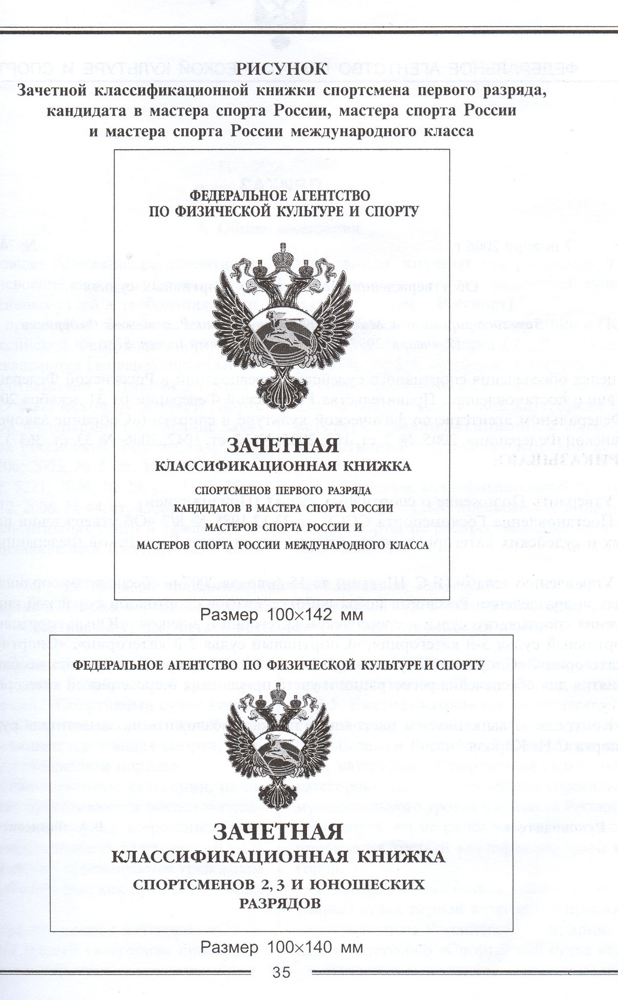 РИСУНОК
Зачетной классификационной книжки спортсмена первого разряда,
кандидата в мастера спорта России, мастера спорта России
и мастера спорта России международного класса
ФЕДЕРАЛЬНОЕ АГЕНТСТВО
ПО ФИЗИЧЕСКОЙ КУЛЬТУРЕ И СПОРТУ
ЗАЧЕТНАЯ
КЛАССИФИКАЦИОННАЯ КНИЖКА
СПОРТСМЕНОВ ПЕРВОГО РАЗРЯДА
КАНДИДАТОВ В МАСТЕРА СПОРТА РОССИИ
МАСТЕРОВ СПОРТА РОССИИ И
МАСТЕРОВ СПОРТА РОССИИ МЕЖДУНАРОДНОГО КЛАССА
Размер 100×142 мм
ФЕДЕРАЛЬНОЕ АГЕНТСТВО ПО ФИЗИЧЕСКОЙ КУЛЬТУРЕ И СПОРТУ
ЗАЧЕТНАЯ
КЛАССИФИКАЦИОННАЯ КНИЖКА
СПОРТСМЕНОВ 2, 3 И ЮНОШЕСКИХ
РАЗРЯДОВ
Размер 100×140 мм
35